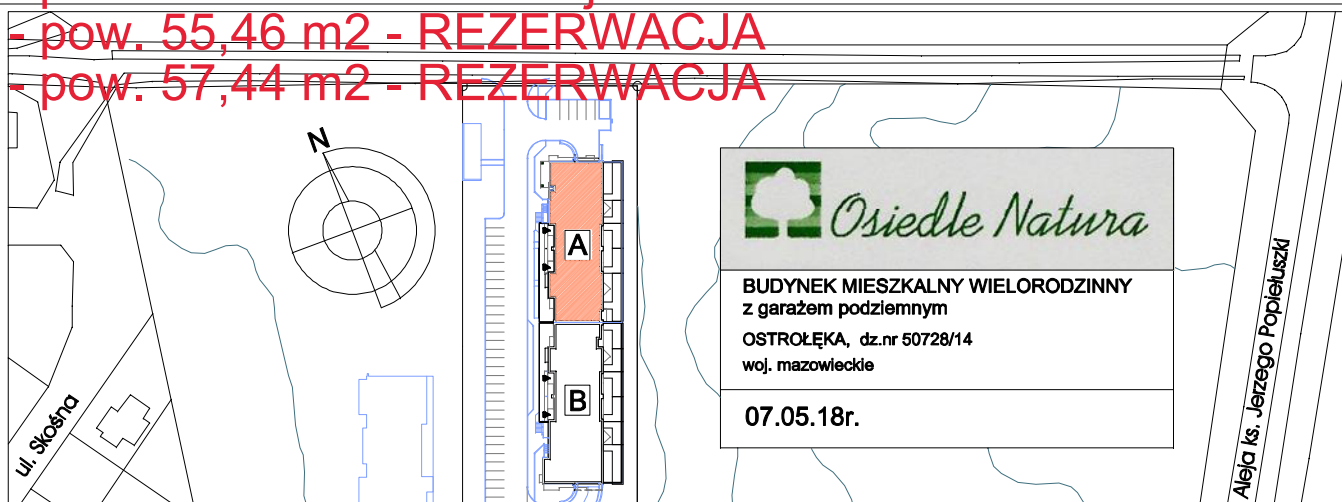 - pow. 55,46 m2 - REZERWACJA
- pow. 57,44 m2 - REZERWACJA
N
A
B
Osiedle Natura
BUDYNEK MIESZKALNY WIELORODZINNY
z garażem podziemnym
OSTROŁĘKA, dz.nr 50728/14
woj. mazowieckie
07.05.18r.
ul. Skośna
Aleja ks. Jerzego Popiełuszki